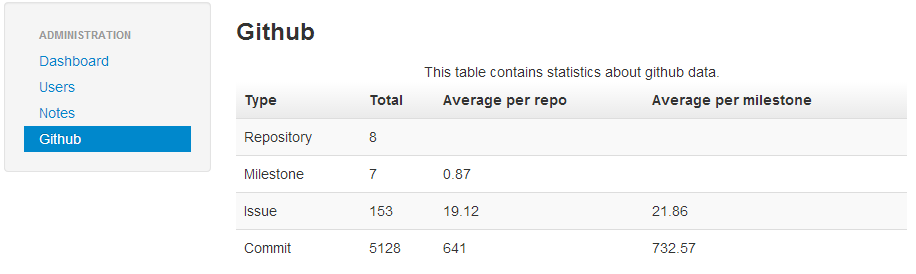 ADMINISTRATION
Dashboard
Users
Notes
Github
Github
This table contains statistics about github data.
Type Total Average per repo Average per milestone
Repository 8
Milestone 7 0.87
Issue 153 19.12 21.86
Commit 5128 641 732.57